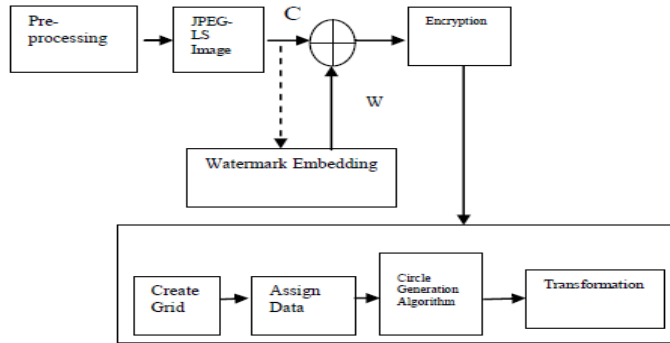 Pre-
processing
JPEG-
LS
Image
C
Encryption
W
Watermark Embedding
Create
Grid
Assign
Data
Circle
Generation
Algorithm
Transformation